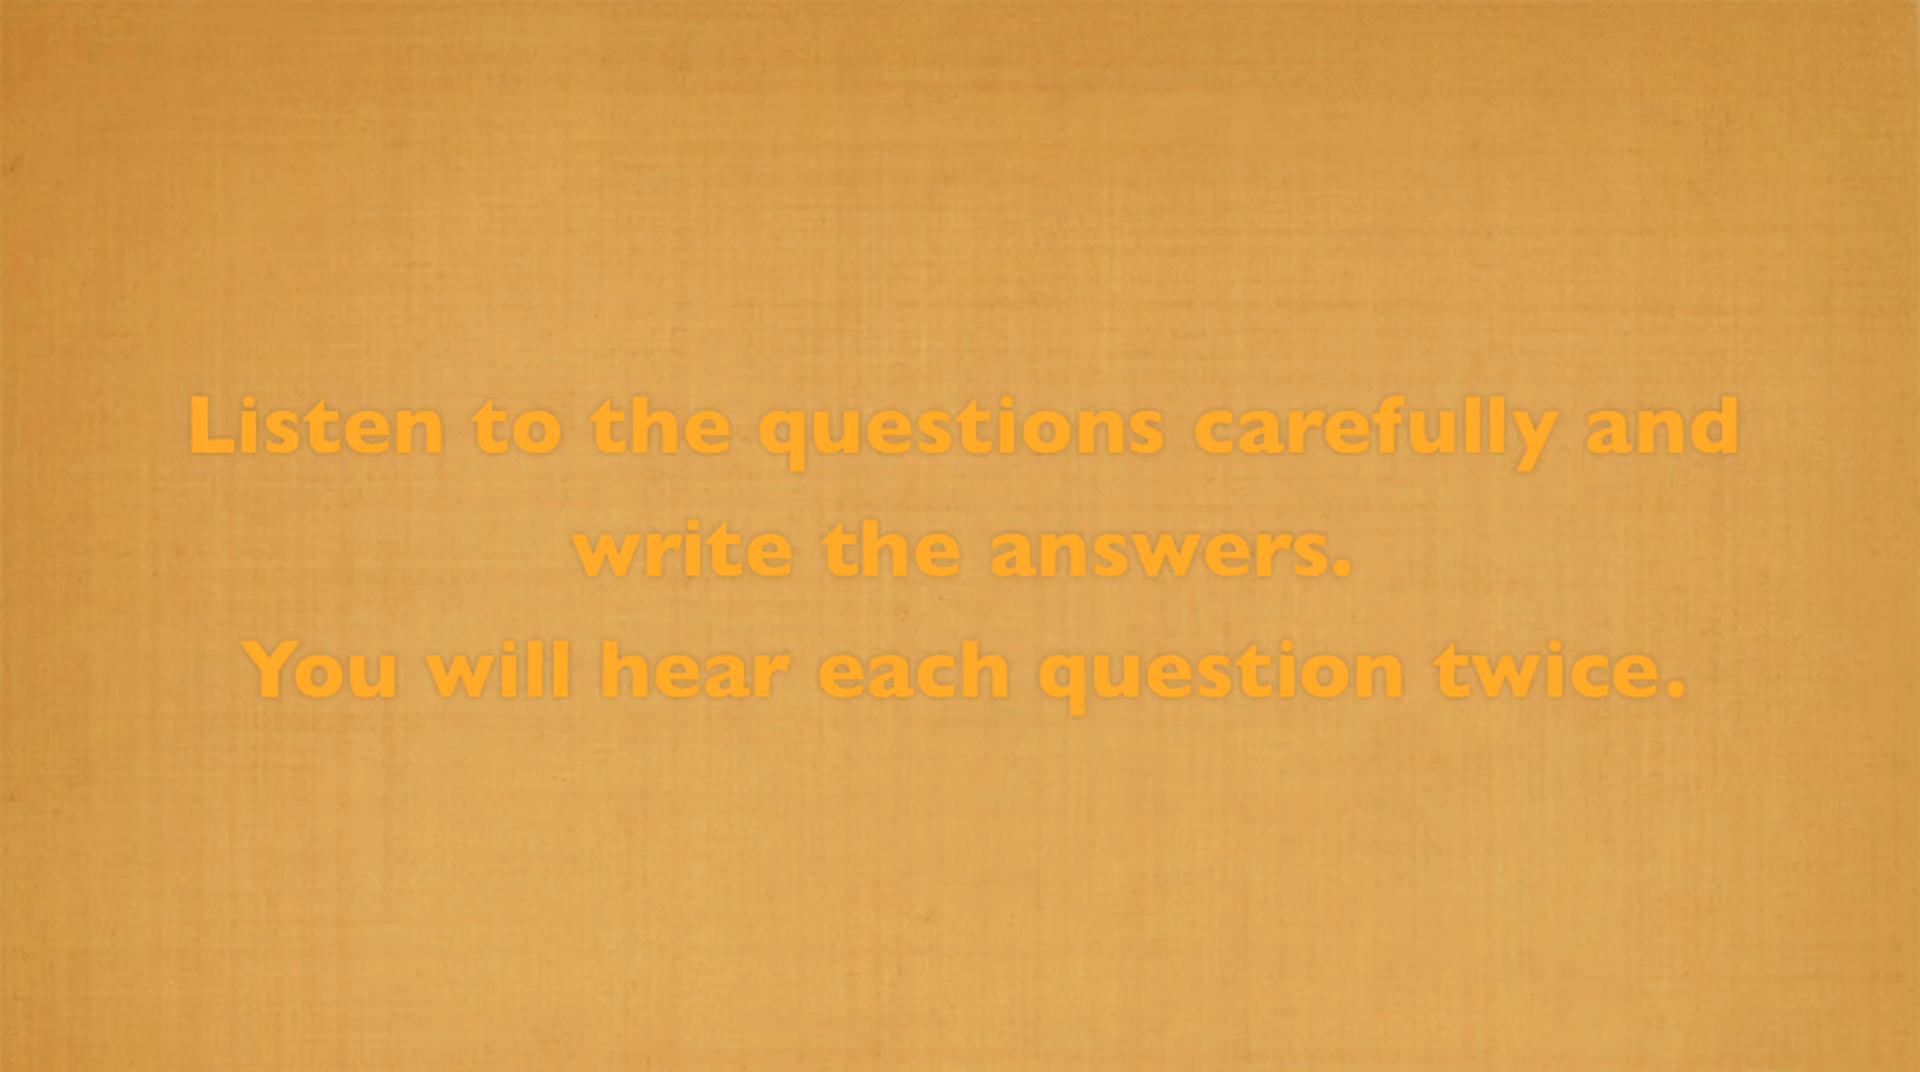 Listen to the questions carefully and
write the answers.
You will hear each question twice.